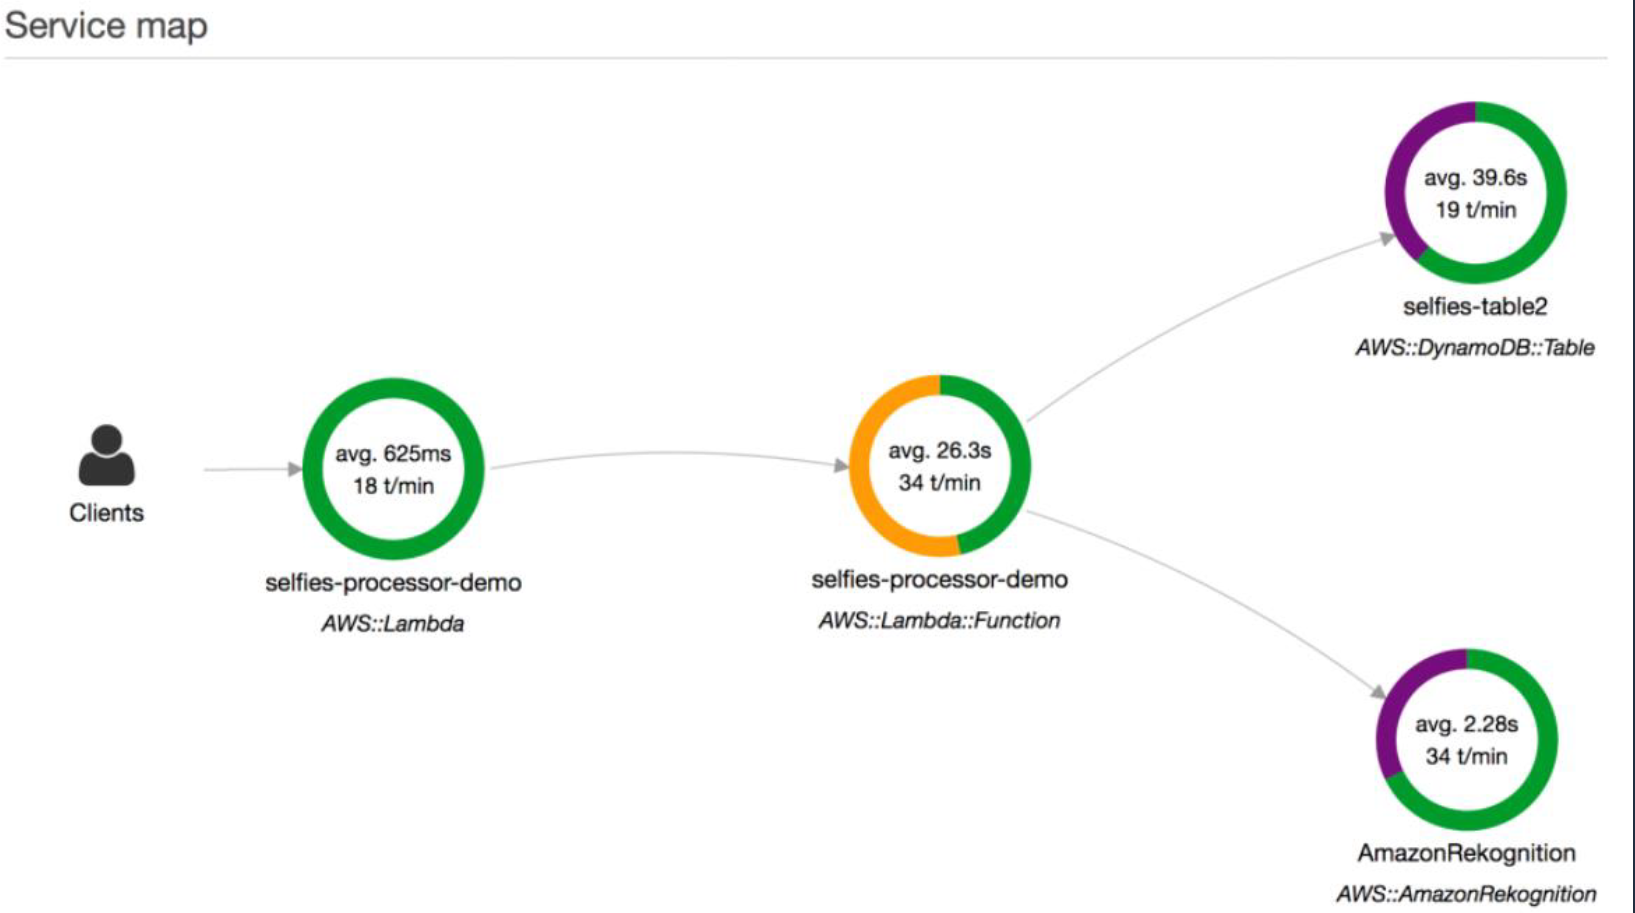 Service map
Clients
avg. 625ms
18 t/min
selfies-processor-demo
AWS::Lambda
avg. 26.3s
34 t/min
selfies-processor-demo
AWS::Lambda::Function
avg. 39.6s
19 t/min
selfies-table2
AWS::DynamoDB::Table
avg. 2.28s
34 t/min
AmazonRekognition
AWS::AmazonRekognition